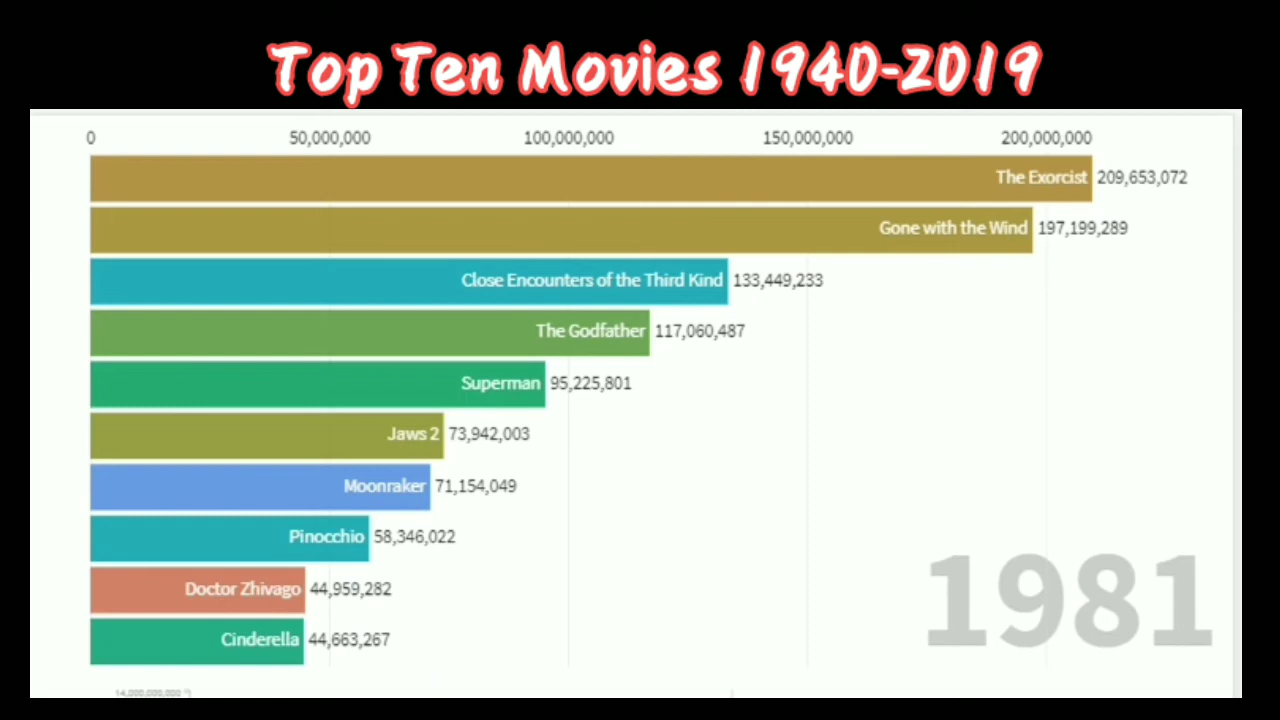 Top Ten Movies 1940-2019
0 50,000,000 100,000,000 150,000,000 200,000,000
The Exorcist 209,653,072
Gone with the Wind 197,199,289
Close Encounters of the Third Kind 133,449,233
The Godfather 117,060,487
Superman 95,225,801
Jaws 2 73,942,003
Moonraker 71,154,049
Pinocchio 58,346,022
Doctor Zhivago 44,959,282
Cinderella 44,663,267
1981